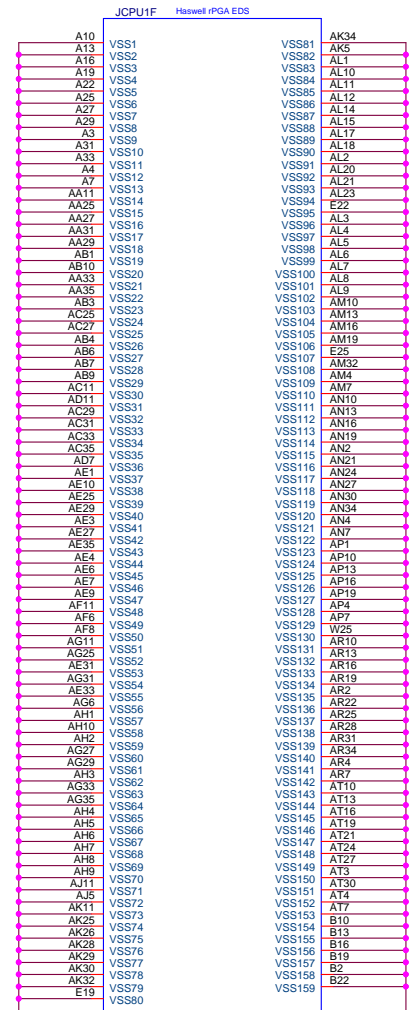 JCPU1F Haswell rPGA EDS
A10 VSS1 VSS81 AK34
A13 VSS2 VSS82 AK5
A16 VSS3 VSS83 AL1
A19 VSS4 VSS84 AL10
A22 VSS5 VSS85 AL11
A25 VSS6 VSS86 AL12
A27 VSS7 VSS87 AL14
A29 VSS8 VSS88 AL15
A3 VSS9 VSS89 AL17
A31 VSS10 VSS90 AL18
A33 VSS11 VSS91 AL2
A4 VSS12 VSS92 AL20
A7 VSS13 VSS93 AL21
AA11 VSS14 VSS94 AL23
AA25 VSS15 VSS95 E22
AA27 VSS16 VSS96 AL3
AA31 VSS17 VSS97 AL4
AA29 VSS18 VSS98 AL5
AB1 VSS19 VSS99 AL6
AB10 VSS20 VSS100 AL7
AA33 VSS21 VSS101 AL8
AA35 VSS22 VSS102 AL9
AB3 VSS23 VSS103 AM10
AC25 VSS24 VSS104 AM13
AC27 VSS25 VSS105 AM16
AB4 VSS26 VSS106 AM19
AB6 VSS27 VSS107 E25
AB7 VSS28 VSS108 AM32
AB9 VSS29 VSS109 AM4
AC11 VSS30 VSS110 AM7
AD11 VSS31 VSS111 AN10
AC29 VSS32 VSS112 AN13
AC31 VSS33 VSS113 AN16
AC33 VSS34 VSS114 AN19
AC35 VSS35 VSS115 AN2
AD7 VSS36 VSS116 AN21
AE1 VSS37 VSS117 AN24
AE10 VSS38 VSS118 AN27
AE25 VSS39 VSS119 AN30
AE29 VSS40 VSS120 AN34
AE3 VSS41 VSS121 AN4
AE27 VSS42 VSS122 AN7
AE35 VSS43 VSS123 AP1
AE4 VSS44 VSS124 AP10
AE6 VSS45 VSS125 AP13
AE7 VSS46 VSS126 AP16
AE9 VSS47 VSS127 AP19
AF11 VSS48 VSS128 AP4
AF6 VSS49 VSS129 AP7
AF8 VSS50 VSS130 W25
AG11 VSS51 VSS131 AR10
AG25 VSS52 VSS132 AR13
AE31 VSS53 VSS133 AR16
AG31 VSS54 VSS134 AR19
AE33 VSS55 VSS135 AR2
AG6 VSS56 VSS136 AR22
AH1 VSS57 VSS137 AR25
AH10 VSS58 VSS138 AR28
AH2 VSS59 VSS139 AR31
AG27 VSS60 VSS140 AR34
AG29 VSS61 VSS141 AR4
AH3 VSS62 VSS142 AR7
AG33 VSS63 VSS143 AT10
AG35 VSS64 VSS144 AT13
AH4 VSS65 VSS145 AT16
AH5 VSS66 VSS146 AT19
AH6 VSS67 VSS147 AT21
AH7 VSS68 VSS148 AT24
AH8 VSS69 VSS149 AT27
AH9 VSS70 VSS150 AT3
AJ11 VSS71 VSS151 AT30
AJ5 VSS72 VSS152 AT4
AK11 VSS73 VSS153 AT7
AK25 VSS74 VSS154 B10
AK26 VSS75 VSS155 B13
AK28 VSS76 VSS156 B16
AK29 VSS77 VSS157 B19
AK30 VSS78 VSS158 B2
AK32 VSS79 VSS159 B22
E19 VSS80